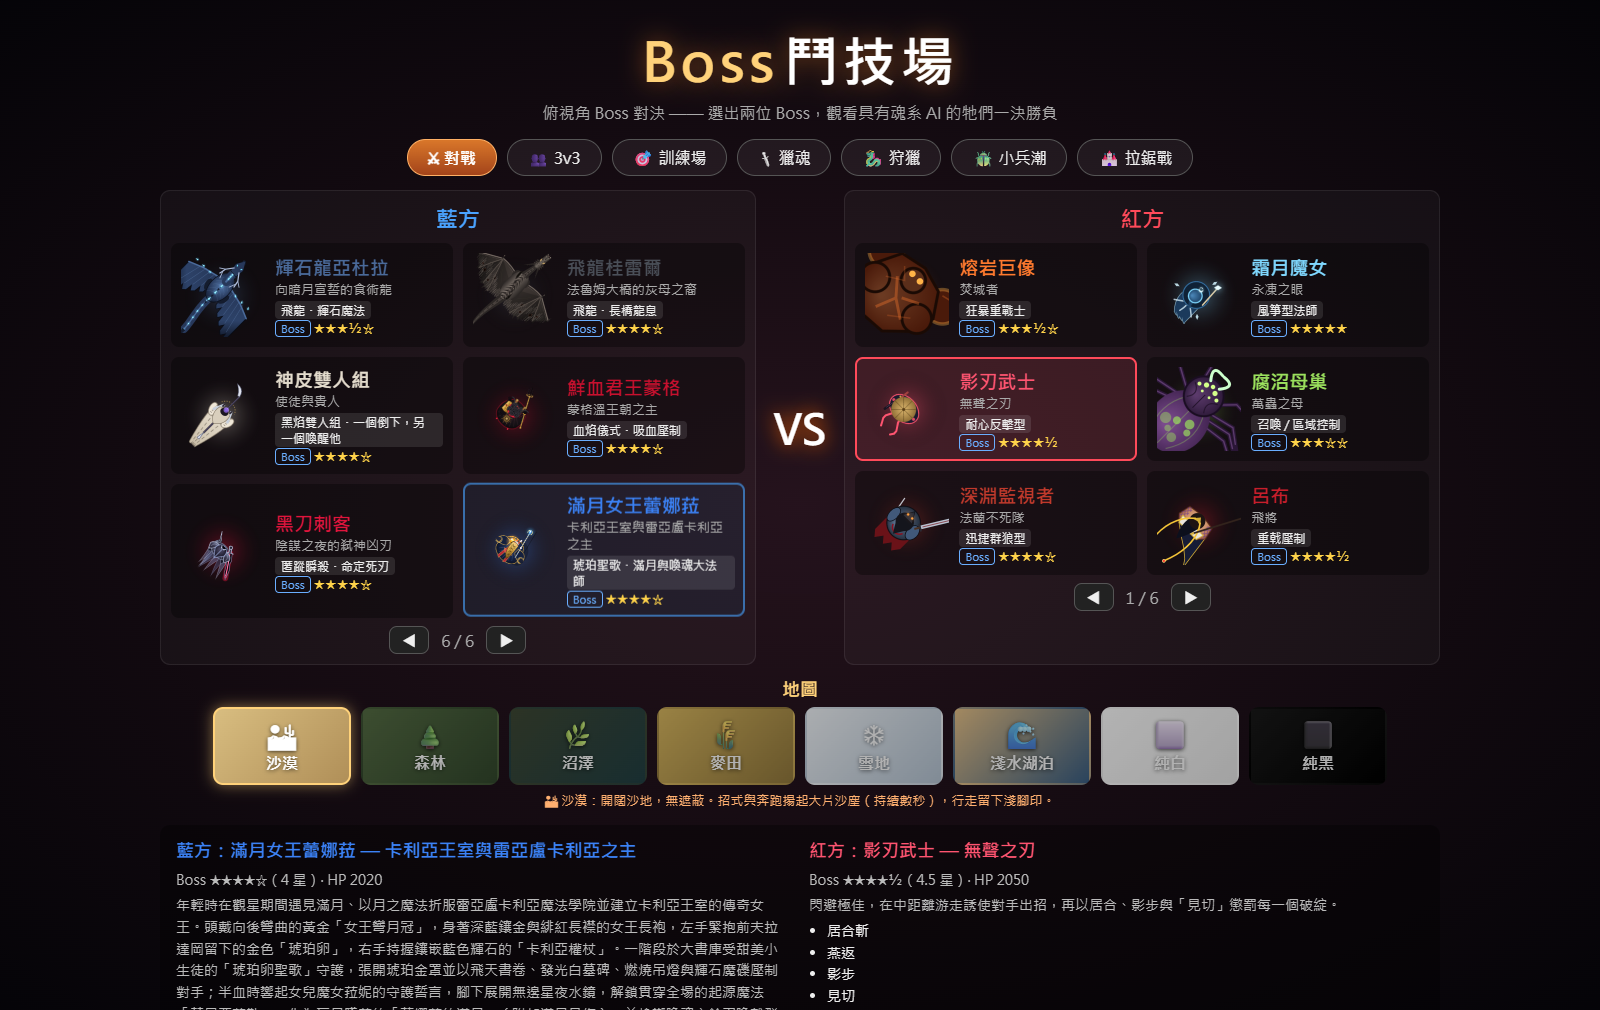 Boss 鬥技場
俯視角 Boss 對決 —— 選出兩位 Boss，觀看具有魂系 AI 的牠們一決勝負
⚔ 對戰
3v3
訓練場
獵魂
狩獵
小兵潮
拉鋸戰
藍方
輝石龍亞杜拉
向暗月宣誓的食術龍
飛龍 · 輝石魔法
Boss ★★★½☆
飛龍桂雷爾
法魯姆大橋的灰母之裔
飛龍 · 長橋龍息
Boss ★★★★☆
神皮雙人組
使徒與貴人
黑焰雙人組 · 一個倒下，另
一個喚醒他
Boss ★★★★☆
鮮血君王蒙格
蒙格溫王朝之主
血焰儀式 · 吸血壓制
Boss ★★★★☆
黑刀刺客
陰謀之夜的弒神凶刃
匿蹤瞬殺 · 命定死刃
Boss ★★★★☆
滿月女王蕾娜菈
卡利亞王室與雷亞盧卡利亞
之主
琥珀聖歌 · 滿月與喚魂大法
師
Boss ★★★★☆
◀ 6 / 6 ▶
VS
紅方
熔岩巨像
焚城者
狂暴重戰士
Boss ★★★½☆
霜月魔女
永凍之眼
風箏型法師
Boss ★★★★★
影刃武士
無聲之刃
耐心反擊型
Boss ★★★★½
腐沼母巢
萬蟲之母
召喚 / 區域控制
Boss ★★★☆☆
深淵監視者
法蘭不死隊
迅捷群狼型
Boss ★★★★☆
呂布
飛將
重戟壓制
Boss ★★★★½
◀ 1 / 6 ▶
地圖
沙漠
森林
沼澤
麥田
雪地
淺水湖泊
純白
純黑
沙漠：開闊沙地，無遮蔽。招式與奔跑揚起大片沙塵（持續數秒），行走留下淺腳印。
藍方：滿月女王蕾娜菈 — 卡利亞王室與雷亞盧卡利亞之主
Boss ★★★★☆（4 星）· HP 2020
年輕時在觀星期間遇見滿月、以月之魔法折服雷亞盧卡利亞魔法學院並建立卡利亞王室的傳奇女
王。頭戴向後彎曲的黃金「女王彎月冠」，身著深藍鑲金與緋紅長襟的女王長袍，左手緊抱前夫拉
達岡留下的金色「琥珀卵」，右手持握鑲嵌藍色輝石的「卡利亞權杖」。一階段於大書庫受甜美小
生徒的「琥珀卵聖歌」守護，張開琥珀金罩並以飛天書卷、發光白墓碑、燃燒吊燈與輝石魔礫壓制
對手；半血時響起女兒魔女菈妮的守護誓言，腳下展開無邊星夜水鏡，解鎖貫穿全場的起源魔法
紅方：影刃武士 — 無聲之刃
Boss ★★★★½（4.5 星）· HP 2050
閃避極佳，在中距離游走誘使對手出招，再以居合、影步與「見切」懲罰每一個破綻。
• 居合斬
• 燕返
• 影步
• 見切